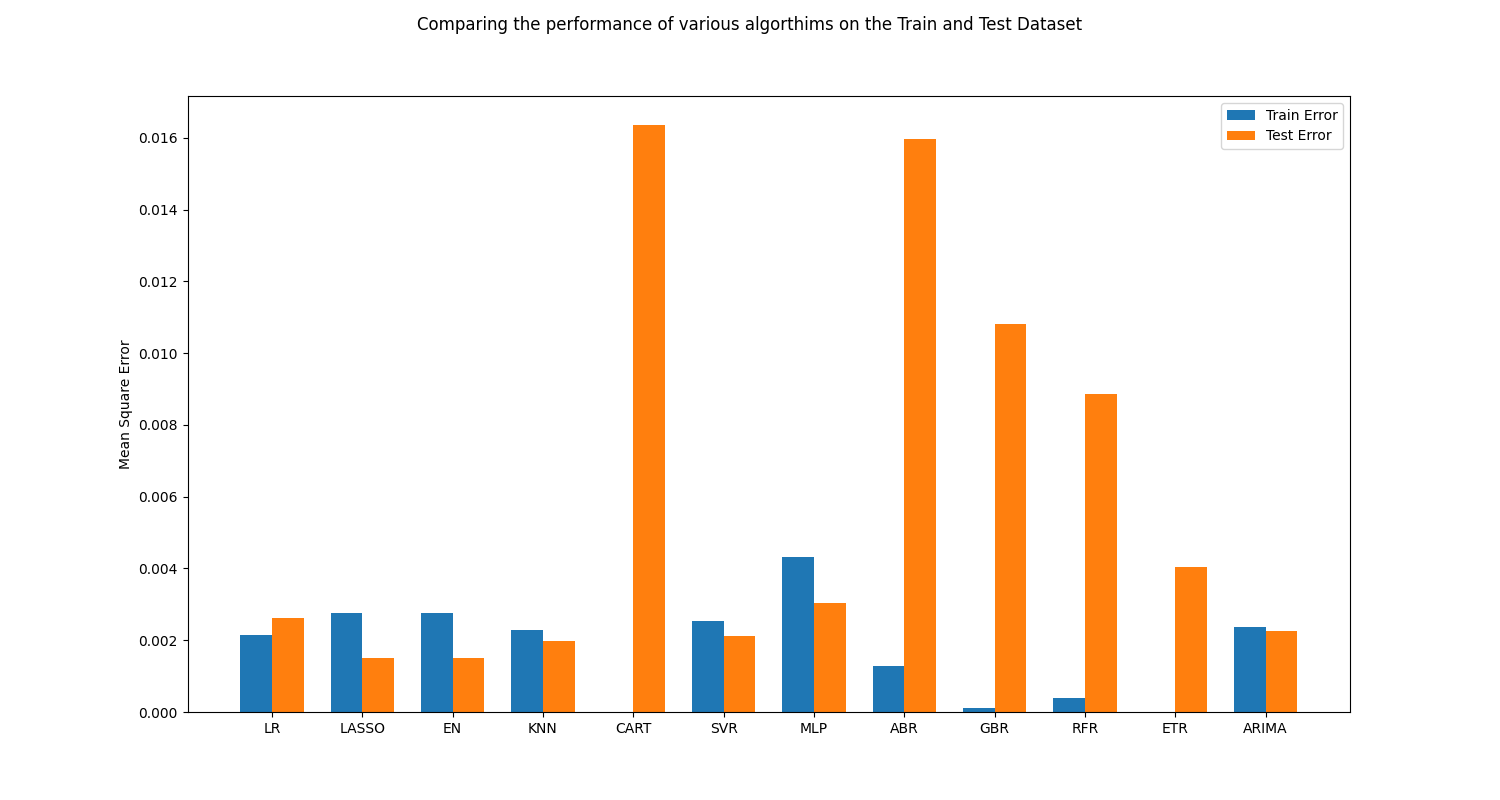 Comparing the performance of various algorthims on the Train and Test Dataset
Train Error
Test Error
Mean Square Error
0.016
0.014
0.012
0.010
0.008
0.006
0.004
0.002
0.000
LR LASSO EN KNN CART SVR MLP ABR GBR RFR ETR ARIMA